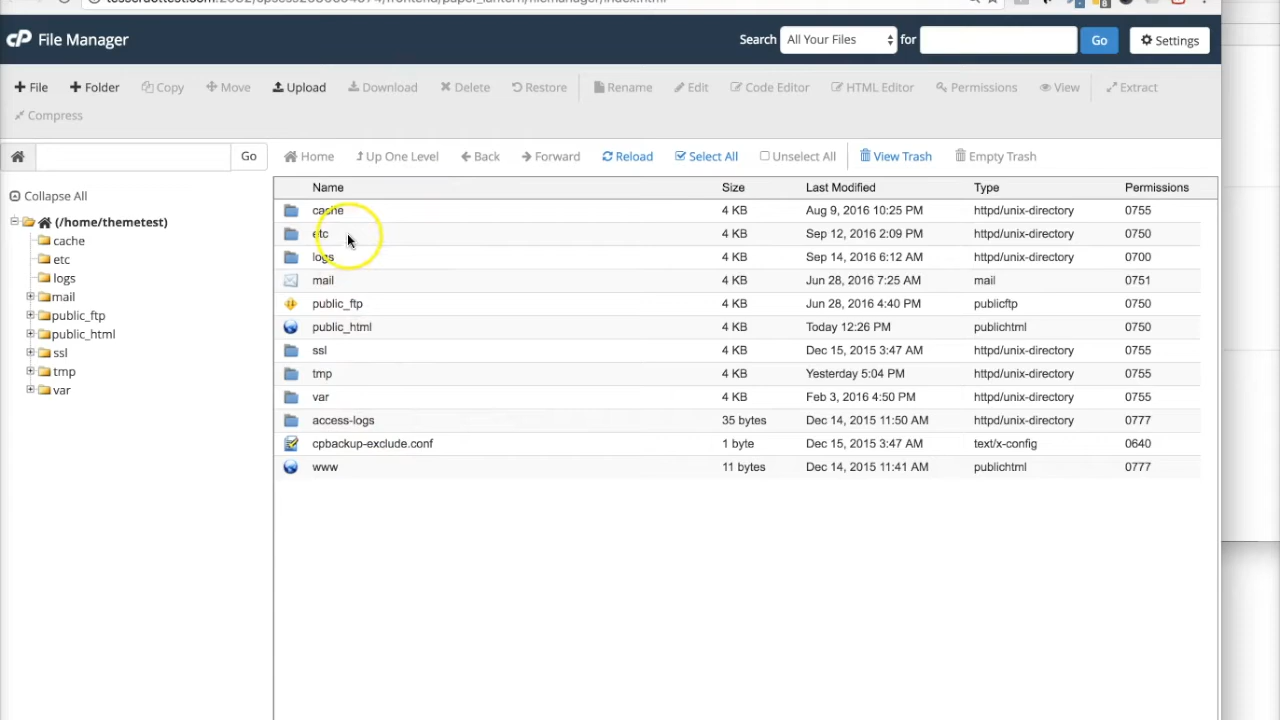 File Manager
Search All Your Files for Go Settings
File Folder Copy Move Upload Download Delete Restore Rename Edit Code Editor HTML Editor Permissions View Extract
Compress
Go Home Up One Level Back Forward Reload Select All Unselect All View Trash Empty Trash
Collapse All
(/home/themetest)
cache
etc
logs
mail
public_ftp
public_html
ssl
tmp
var
Name Size Last Modified Type Permissions
cache 4 KB Aug 9, 2016 10:25 PM httpd/unix-directory 0755
etc 4 KB Sep 12, 2016 2:09 PM httpd/unix-directory 0750
logs 4 KB Sep 14, 2016 6:12 AM httpd/unix-directory 0700
mail 4 KB Jun 28, 2016 7:25 AM mail 0751
public_ftp 4 KB Jun 28, 2016 4:40 PM publicftp 0750
public_html 4 KB Today 12:26 PM publichtml 0750
ssl 4 KB Dec 15, 2015 3:47 AM httpd/unix-directory 0755
tmp 4 KB Yesterday 5:04 PM httpd/unix-directory 0755
var 4 KB Feb 3, 2016 4:50 PM httpd/unix-directory 0755
access-logs 35 bytes Dec 14, 2015 11:50 AM httpd/unix-directory 0777
cpbackup-exclude.conf 1 byte Dec 15, 2015 3:47 AM text/x-config 0640
www 11 bytes Dec 14, 2015 11:41 AM publichtml 0777